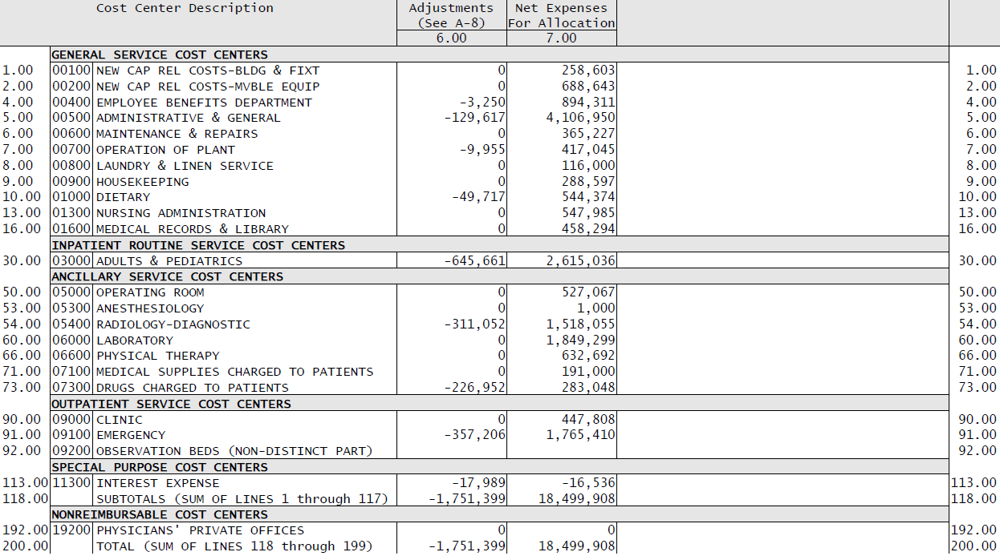 Cost Center Description Adjustments Net Expenses
(See A-8) For Allocation
6.00 7.00
GENERAL SERVICE COST CENTERS
1.00 00100 NEW CAP REL COSTS-BLDG & FIXT 0 258,603 1.00
2.00 00200 NEW CAP REL COSTS-MVBLE EQUIP 0 688,643 2.00
4.00 00400 EMPLOYEE BENEFITS DEPARTMENT -3,250 894,311 4.00
5.00 00500 ADMINISTRATIVE & GENERAL -129,617 4,106,950 5.00
6.00 00600 MAINTENANCE & REPAIRS 0 365,227 6.00
7.00 00700 OPERATION OF PLANT -9,955 417,045 7.00
8.00 00800 LAUNDRY & LINEN SERVICE 0 116,000 8.00
9.00 00900 HOUSEKEEPING 0 288,597 9.00
10.00 01000 DIETARY -49,717 544,374 10.00
13.00 01300 NURSING ADMINISTRATION 0 547,985 13.00
16.00 01600 MEDICAL RECORDS & LIBRARY 0 458,294 16.00
INPATIENT ROUTINE SERVICE COST CENTERS
30.00 03000 ADULTS & PEDIATRICS -645,661 2,615,036 30.00
ANCILLARY SERVICE COST CENTERS
50.00 05000 OPERATING ROOM 0 527,067 50.00
53.00 05300 ANESTHESIOLOGY 0 1,000 53.00
54.00 05400 RADIOLOGY-DIAGNOSTIC -311,052 1,518,055 54.00
60.00 06000 LABORATORY 0 1,849,299 60.00
66.00 06600 PHYSICAL THERAPY 0 632,692 66.00
71.00 07100 MEDICAL SUPPLIES CHARGED TO PATIENTS 0 191,000 71.00
73.00 07300 DRUGS CHARGED TO PATIENTS -226,952 283,048 73.00
OUTPATIENT SERVICE COST CENTERS
90.00 09000 CLINIC 0 447,808 90.00
91.00 09100 EMERGENCY -357,206 1,765,410 91.00
92.00 09200 OBSERVATION BEDS (NON-DISTINCT PART) 92.00
SPECIAL PURPOSE COST CENTERS
113.00 11300 INTEREST EXPENSE -17,989 -16,536 113.00
118.00 SUBTOTALS (SUM OF LINES 1 through 117) -1,751,399 18,499,908 118.00
NONREIMBURSABLE COST CENTERS
192.00 19200 PHYSICIANS' PRIVATE OFFICES 0 0 192.00
200.00 TOTAL (SUM OF LINES 118 through 199) -1,751,399 18,499,908 200.00